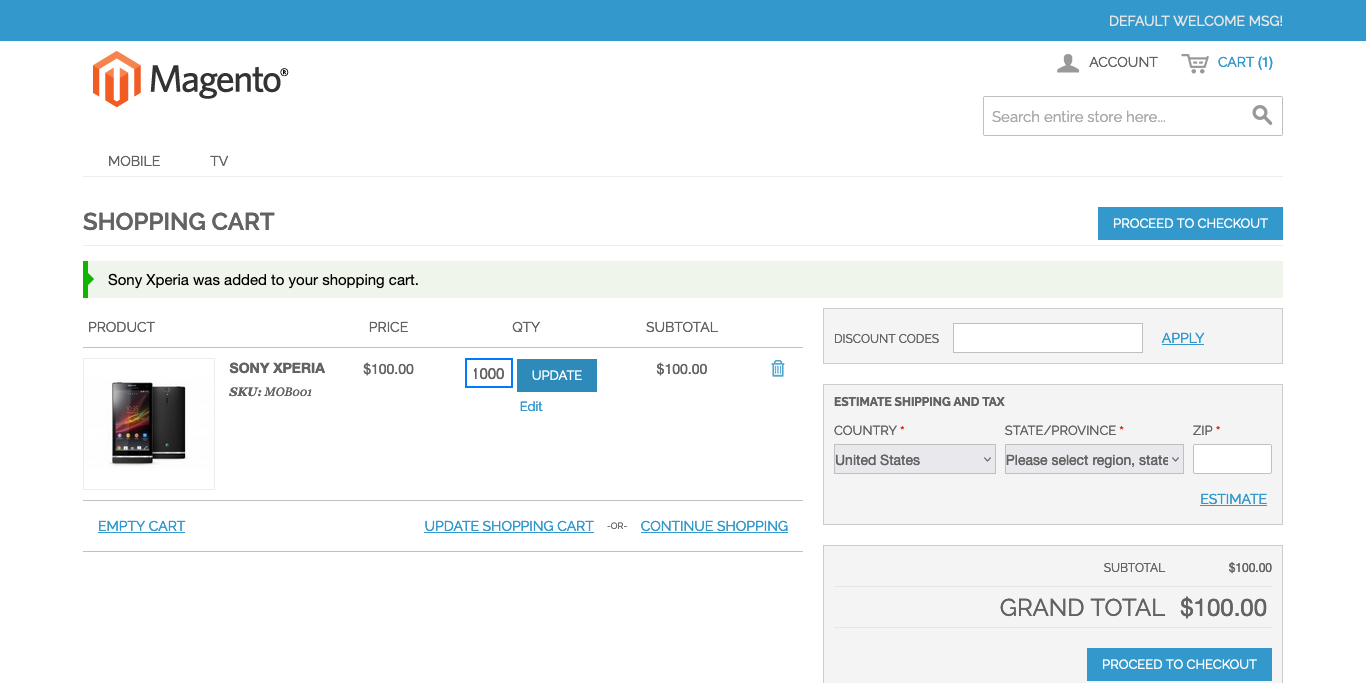 DEFAULT WELCOME MSG!
Magento®
ACCOUNT
CART (1)
Search entire store here...
MOBILE
TV
SHOPPING CART
PROCEED TO CHECKOUT
Sony Xperia was added to your shopping cart.
PRODUCT PRICE QTY SUBTOTAL
SONY XPERIA $100.00 1000 UPDATE $100.00
SKU: MOB001
Edit
EMPTY CART UPDATE SHOPPING CART -OR- CONTINUE SHOPPING
DISCOUNT CODES APPLY
ESTIMATE SHIPPING AND TAX
COUNTRY * STATE/PROVINCE * ZIP *
United States Please select region, state
ESTIMATE
SUBTOTAL $100.00
GRAND TOTAL $100.00
PROCEED TO CHECKOUT